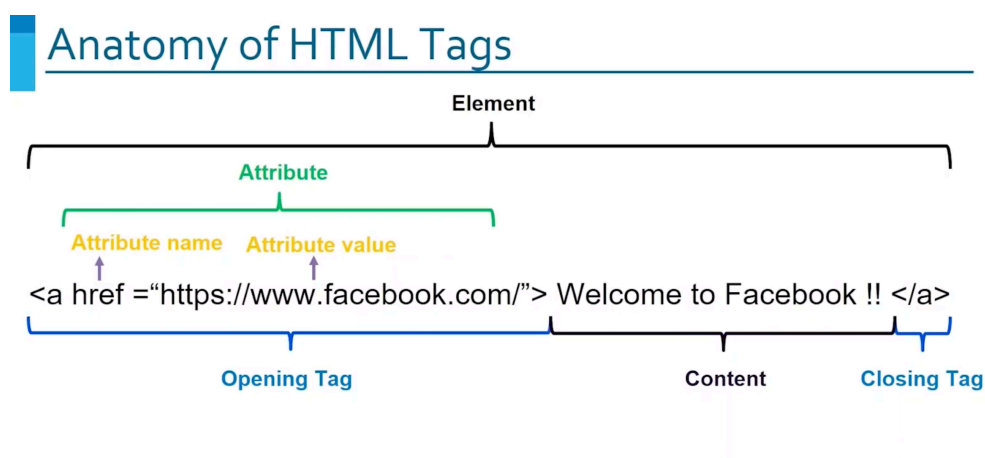 Anatomy of HTML Tags
Element
Attribute
Attribute name Attribute value
<a href =“https://www.facebook.com/”> Welcome to Facebook !! </a>
Opening Tag Content Closing Tag